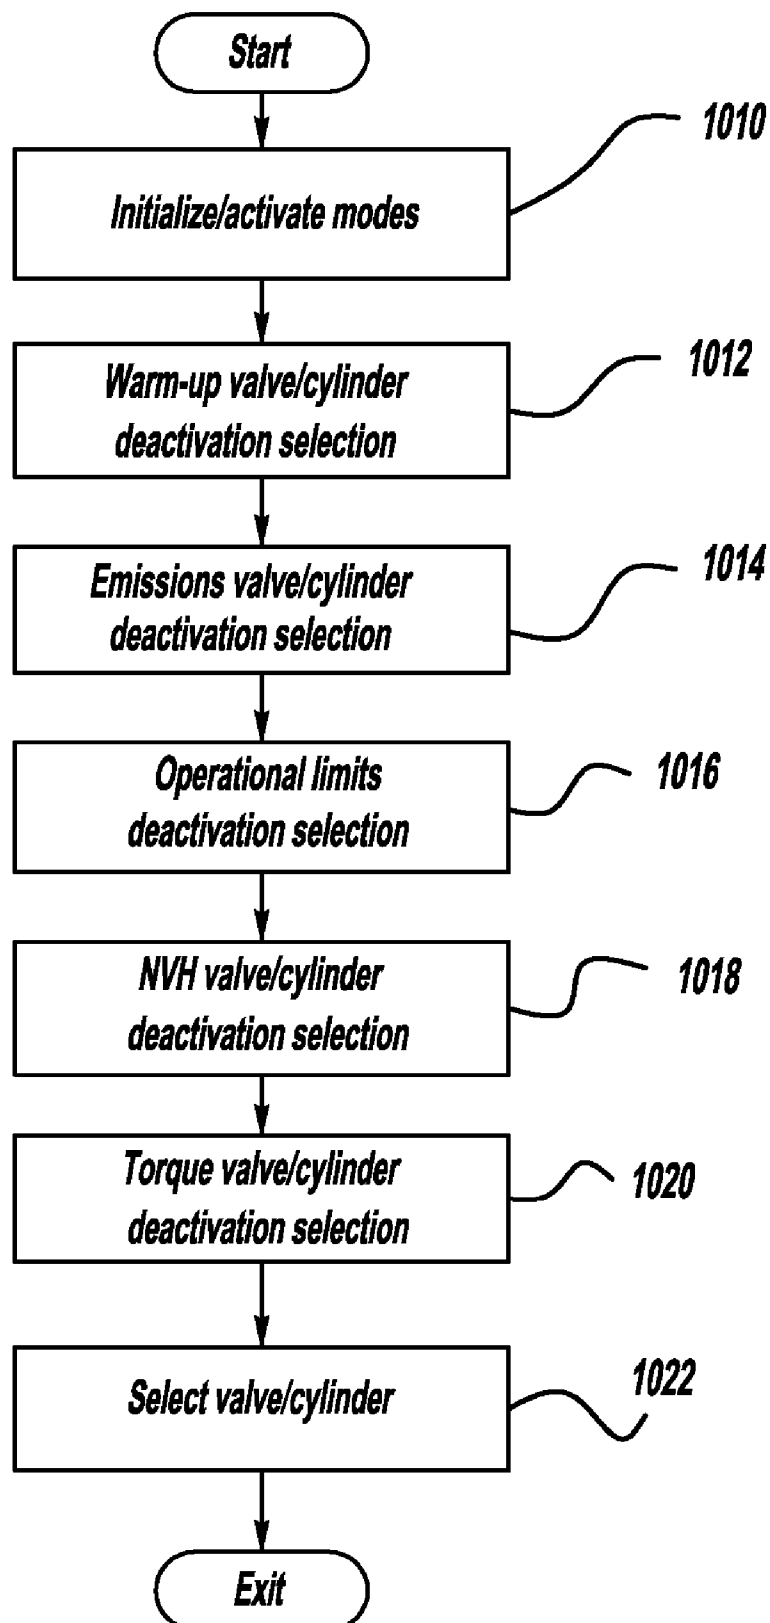 Start
1010
Initialize/activate modes
1012
Warm-up valve/cylinder
deactivation selection
1014
Emissions valve/cylinder
deactivation selection
1016
Operational limits
deactivation selection
1018
NVH valve/cylinder
deactivation selection
1020
Torque valve/cylinder
deactivation selection
1022
Select valve/cylinder
Exit